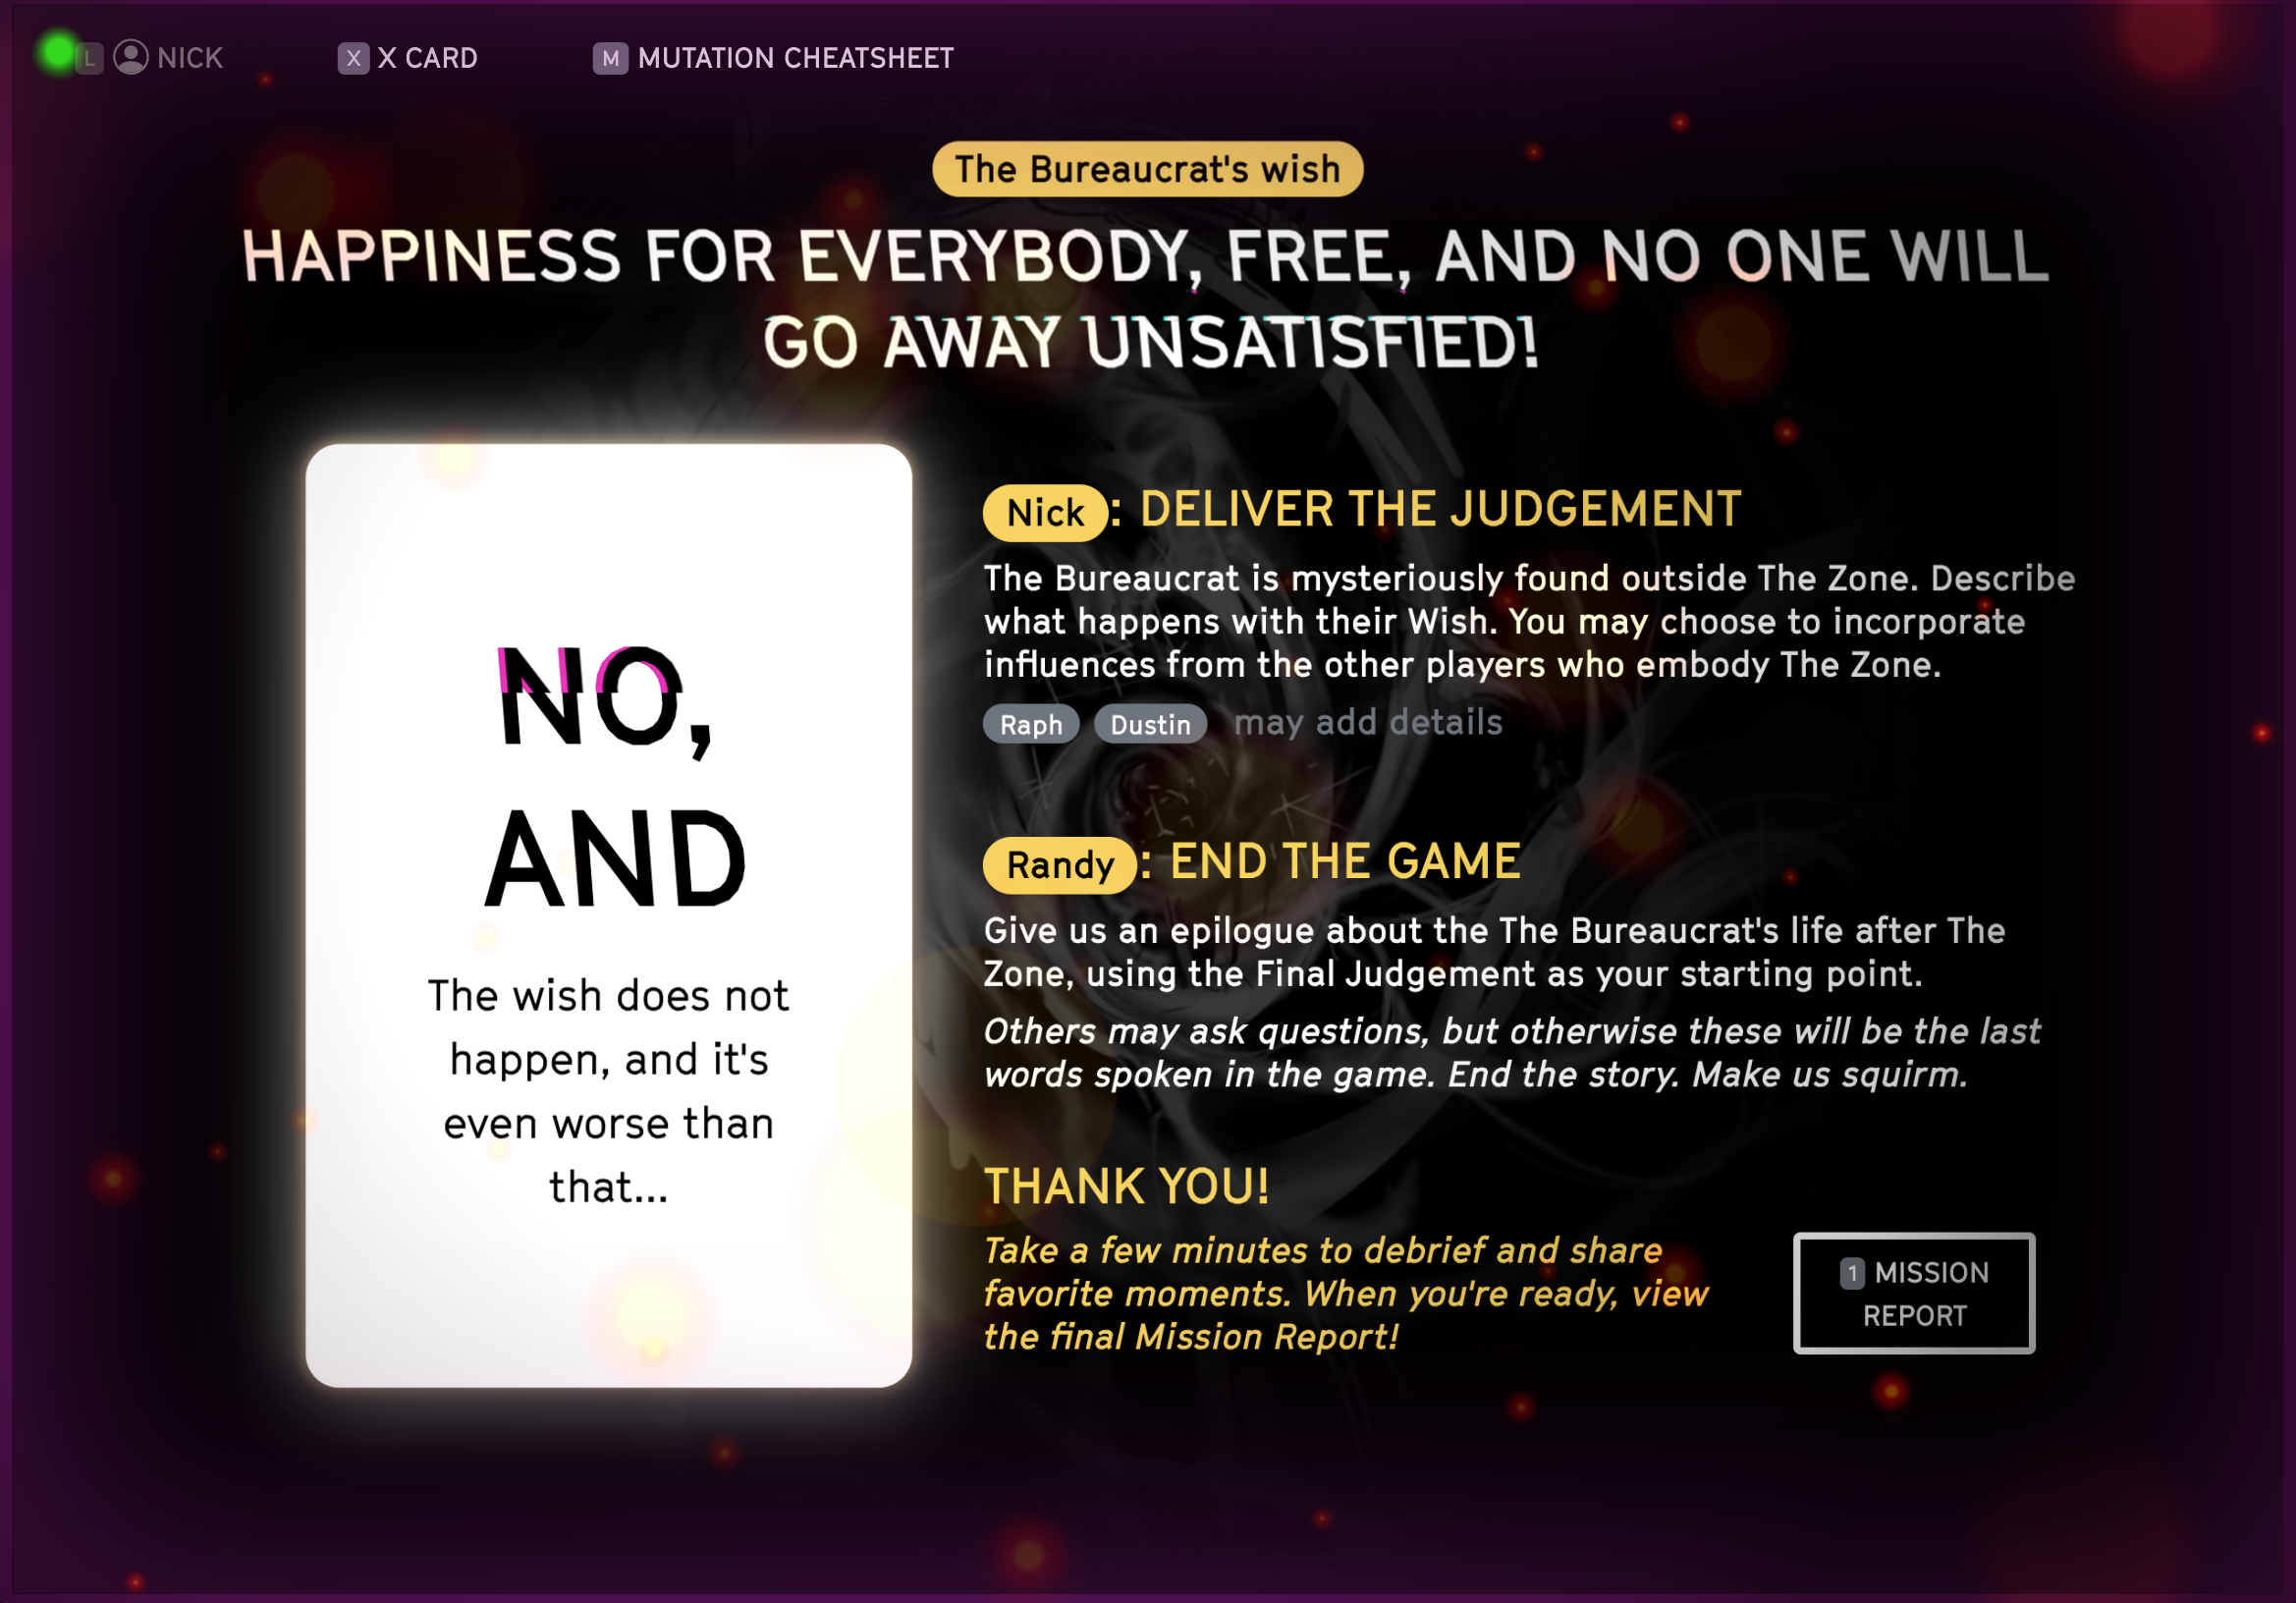 L NICK
X X CARD
M MUTATION CHEATSHEET
The Bureaucrat's wish
HAPPINESS FOR EVERYBODY, FREE, AND NO ONE WILL
GO AWAY UNSATISFIED!
NO,
AND
The wish does not
happen, and it's
even worse than
that...
Nick : DELIVER THE JUDGEMENT
The Bureaucrat is mysteriously found outside The Zone. Describe
what happens with their Wish. You may choose to incorporate
influences from the other players who embody The Zone.
Raph Dustin may add details
Randy : END THE GAME
Give us an epilogue about the The Bureaucrat's life after The
Zone, using the Final Judgement as your starting point.
Others may ask questions, but otherwise these will be the last
words spoken in the game. End the story. Make us squirm.
THANK YOU!
Take a few minutes to debrief and share
favorite moments. When you're ready, view
the final Mission Report!
1 MISSION
REPORT